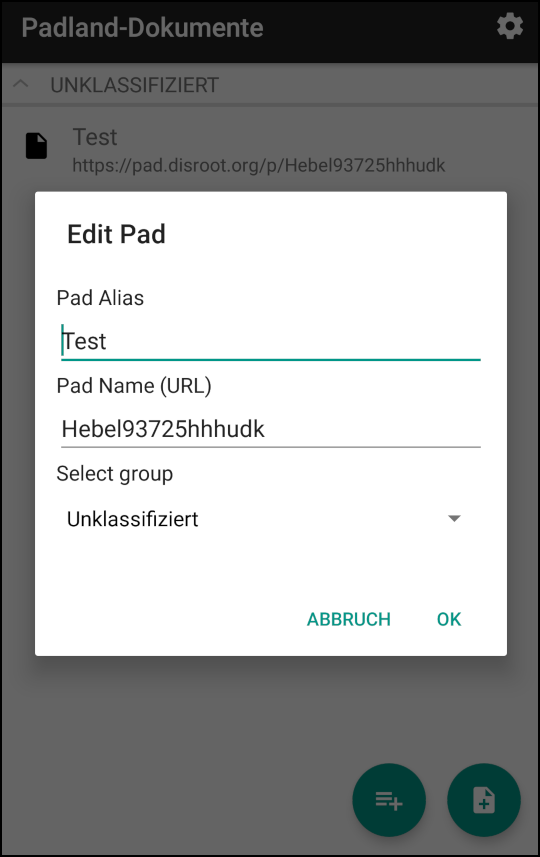 Padland-Dokumente
UNKLASSIFIZIERT
Test
https://pad.disroot.org/p/Hebel93725hhhudk
Edit Pad
Pad Alias
Test
Pad Name (URL)
Hebel93725hhhudk
Select group
Unklassifiziert
ABBRUCH OK